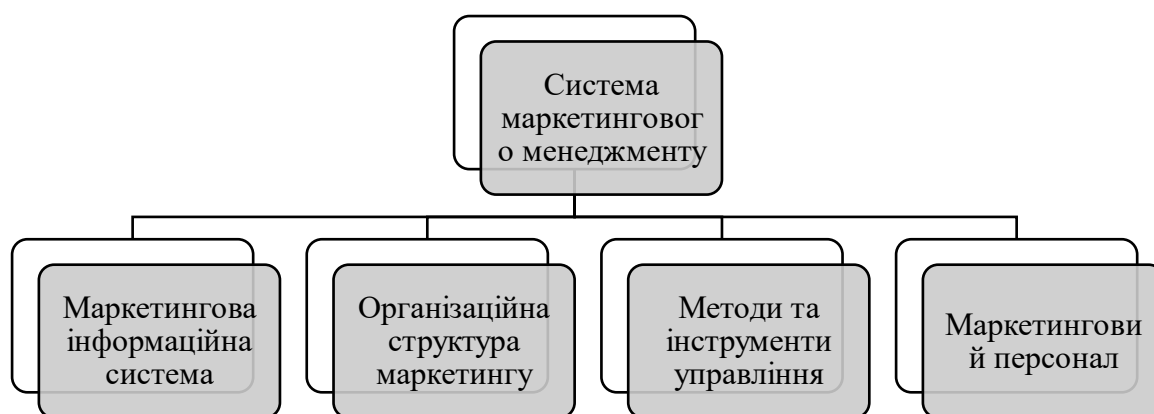 Система
маркетинговог
о менеджменту
Маркетингова
інформаційна
система
Організаційна
структура
маркетингу
Методи та
інструменти
управління
Маркетингови
й персонал